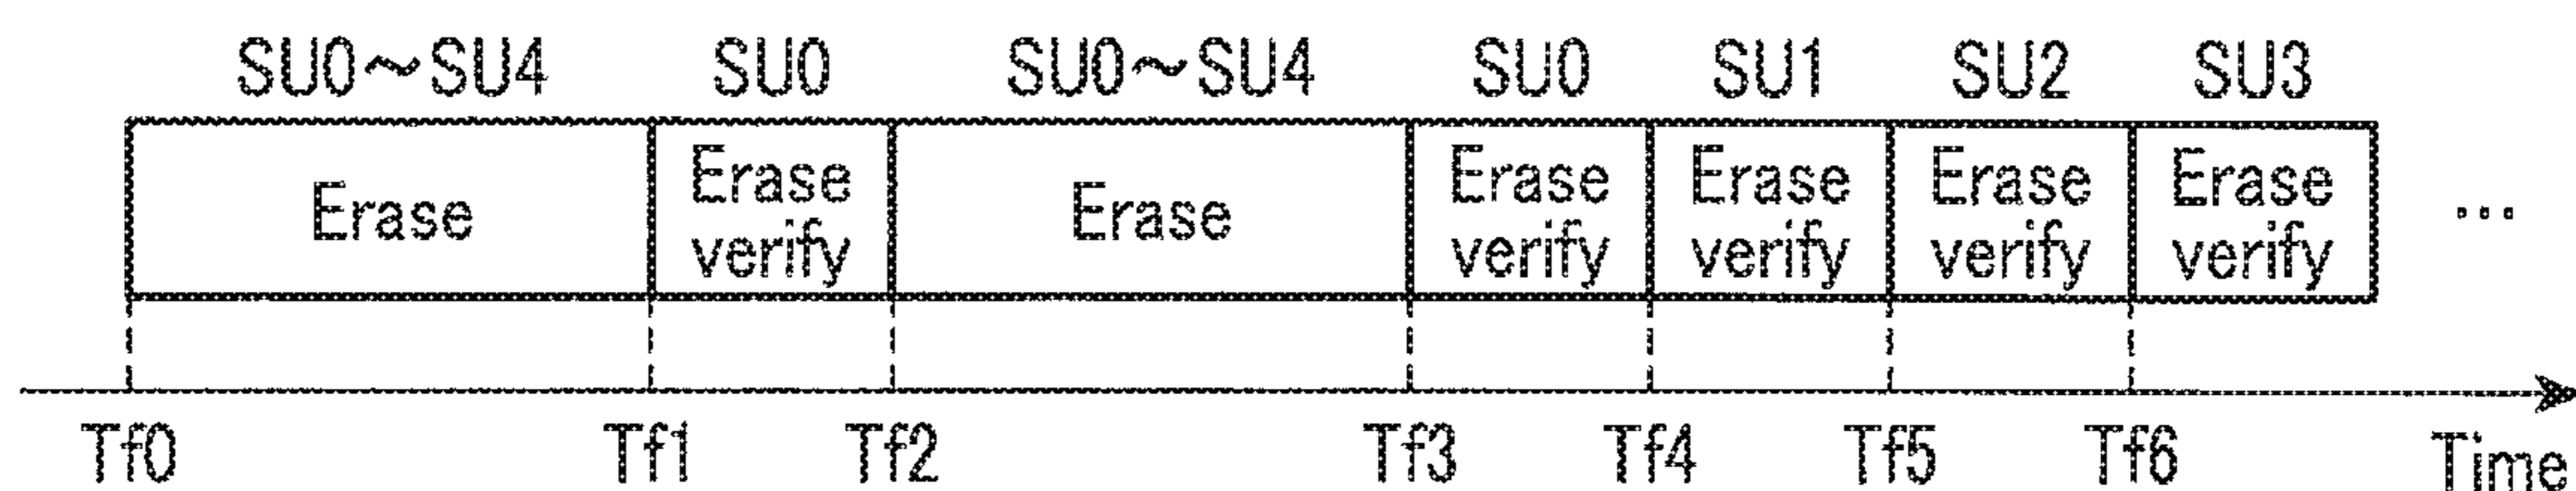 SU0~SU4 SU0 SU0~SU4 SU0 SU1 SU2 SU3
Erase Erase verify Erase Erase verify Erase verify Erase verify Erase verify ...
Tf0 Tf1 Tf2 Tf3 Tf4 Tf5 Tf6 Time